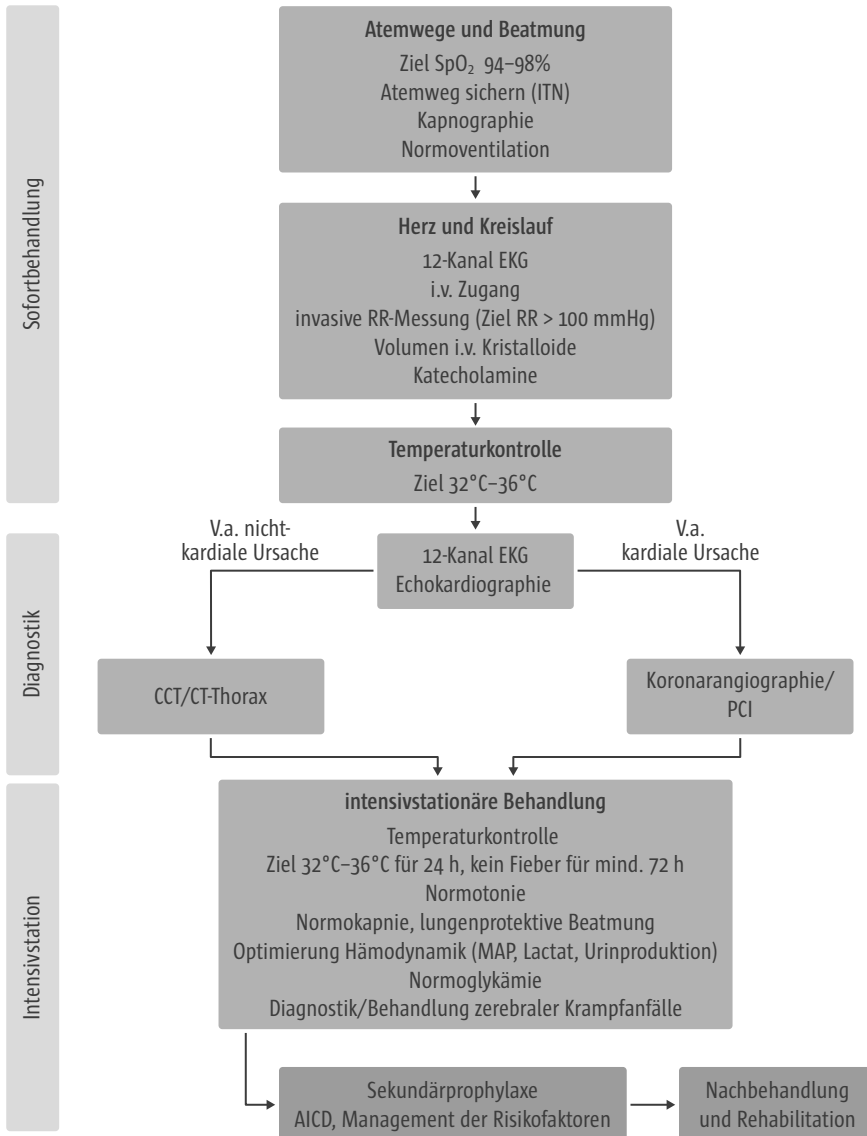 Sofortbehandlung
Atemwege und Beatmung
Ziel SpO₂ 94–98%
Atemweg sichern (ITN)
Kapnographie
Normoventilation
Herz und Kreislauf
12-Kanal EKG
i.v. Zugang
invasive RR-Messung (Ziel RR > 100 mmHg)
Volumen i.v. Kristalloide
Katecholamine
Temperaturkontrolle
Ziel 32°C–36°C
Diagnostik
V.a. nicht-
kardiale Ursache
12-Kanal EKG
Echokardiographie
V.a.
kardiale Ursache
CCT/CT-Thorax
Koronarangiographie/
PCI
Intensivstation
intensivstationäre Behandlung
Temperaturkontrolle
Ziel 32°C–36°C für 24 h, kein Fieber für mind. 72 h
Normotonie
Normokapnie, lungenprotektive Beatmung
Optimierung Hämodynamik (MAP, Lactat, Urinproduktion)
Normoglykämie
Diagnostik/Behandlung zerebraler Krampfanfälle
Sekundärprophylaxe
AICD, Management der Risikofaktoren
Nachbehandlung
und Rehabilitation